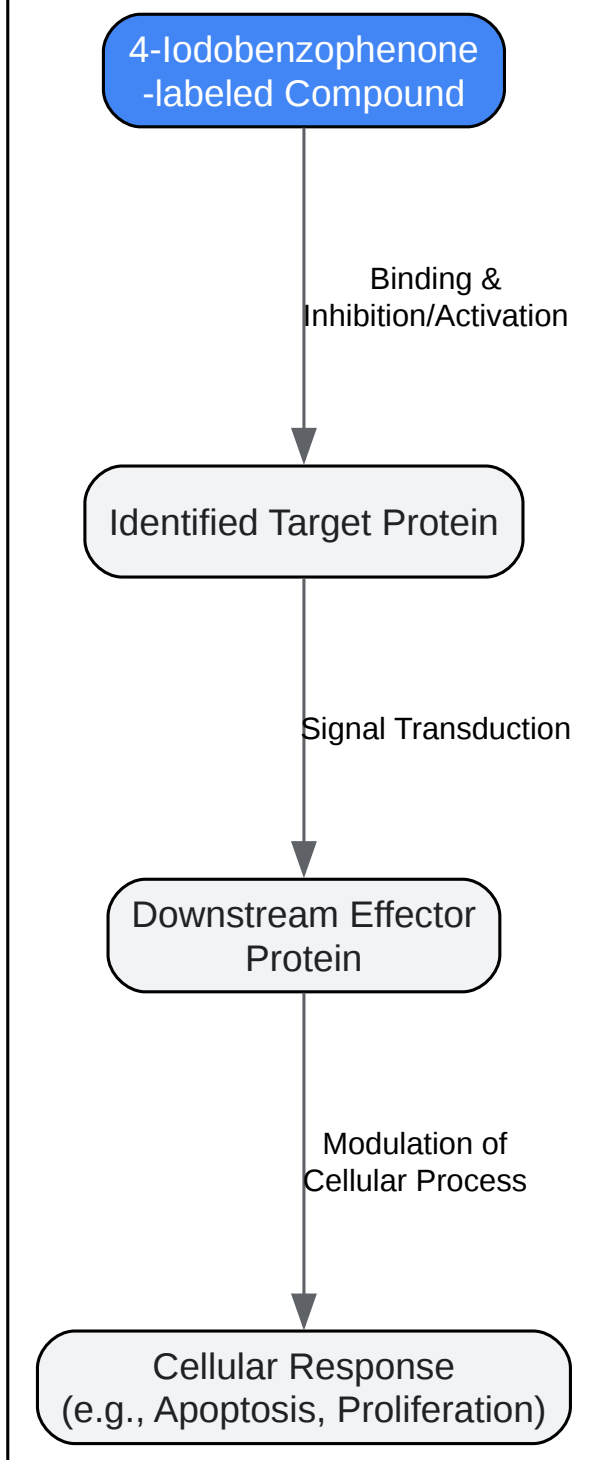 4-Iodobenzophenone
-labeled Compound
Binding &
Inhibition/Activation
Identified Target Protein
Signal Transduction
Downstream Effector
Protein
Modulation of
Cellular Process
Cellular Response
(e.g., Apoptosis, Proliferation)